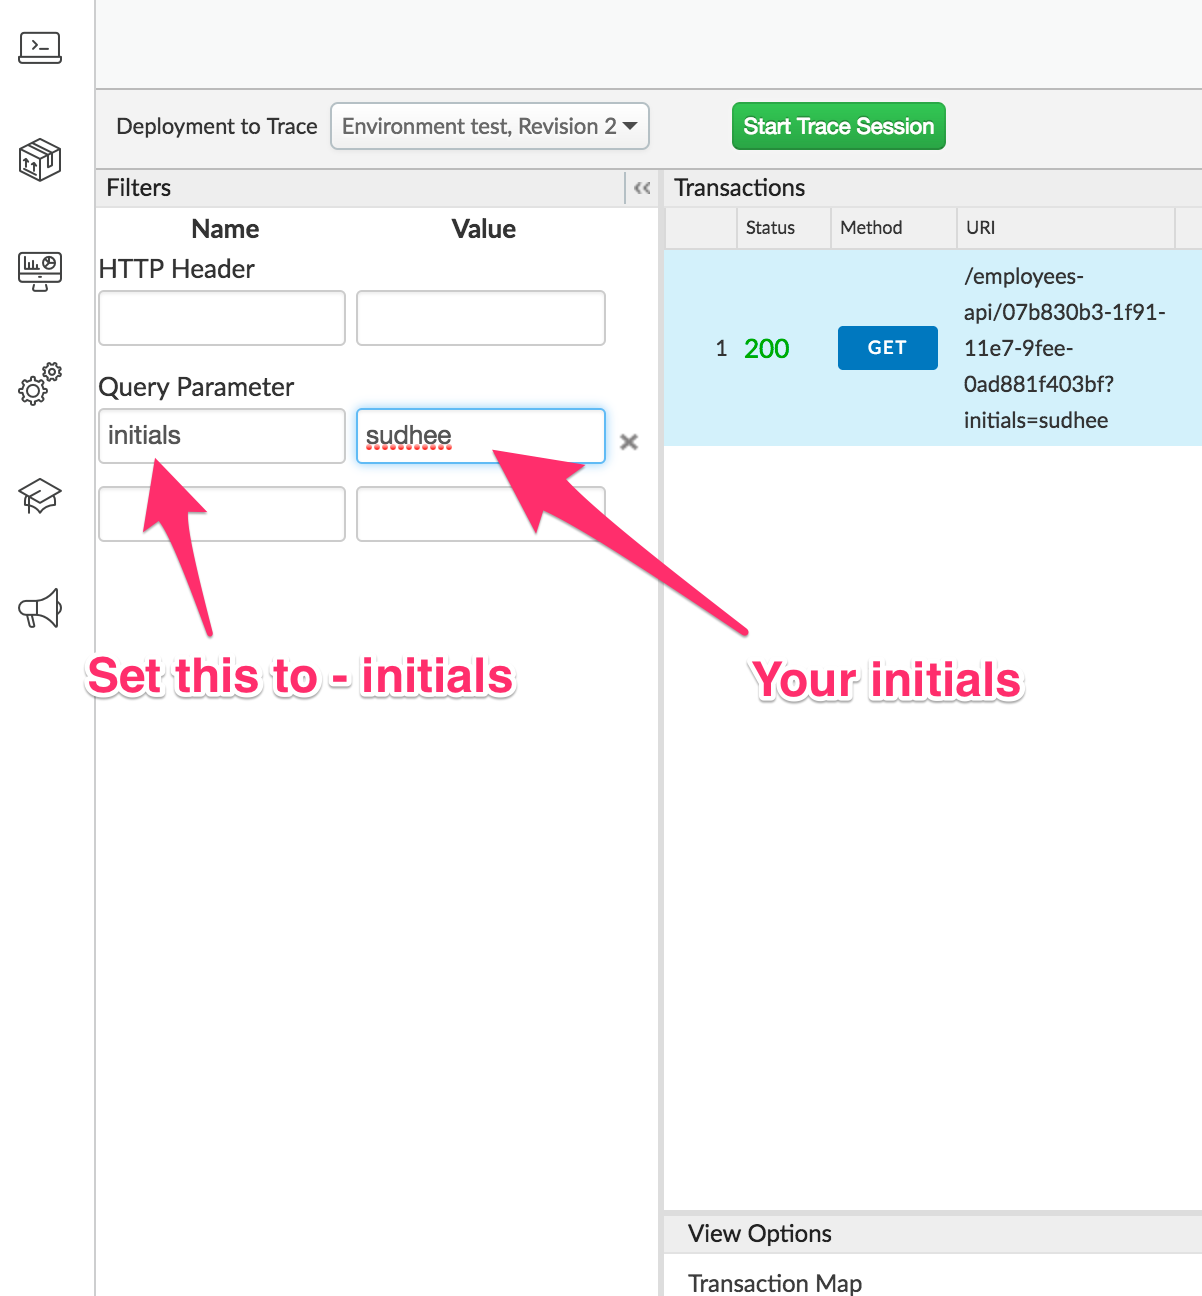 Deployment to Trace
Environment test, Revision 2
Start Trace Session
Filters
Name Value
HTTP Header
Query Parameter
initials
sudhee
Set this to - initials
Your initials
Transactions
Status Method URI
1 200 GET
/employees-
api/07b830b3-1f91-
11e7-9fee-
0ad881f403bf?
initials=sudhee
View Options
Transaction Map